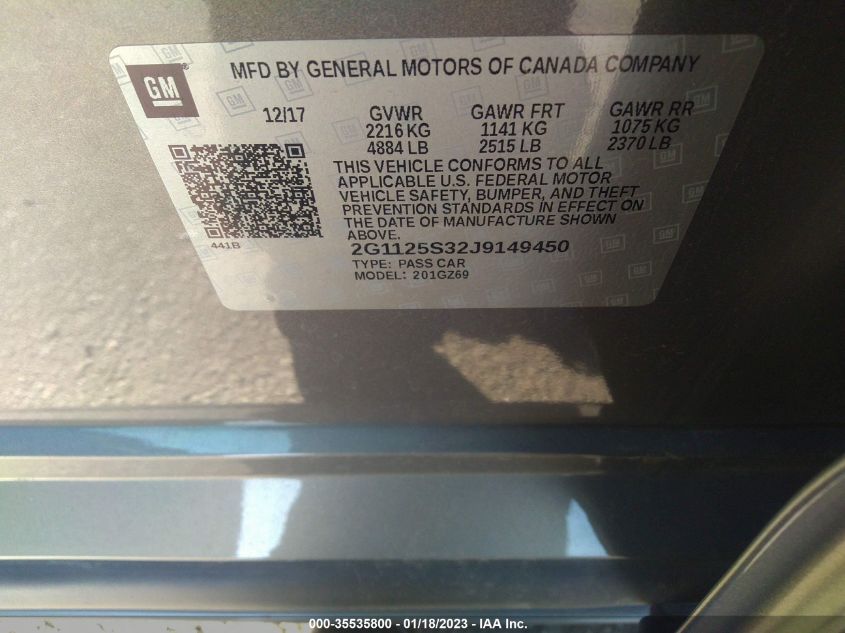 GM
MFD BY GENERAL MOTORS OF CANADA COMPANY
12/17 GVWR GAWR FRT GAWR RR
2216 KG 1141 KG 1075 KG
4884 LB 2515 LB 2370 LB
THIS VEHICLE CONFORMS TO ALL
APPLICABLE U.S. FEDERAL MOTOR
VEHICLE SAFETY, BUMPER, AND THEFT
PREVENTION STANDARDS IN EFFECT ON
THE DATE OF MANUFACTURE SHOWN
ABOVE.
441B
2G1125S32J9149450
TYPE: PASS CAR
MODEL: 201GZ69
000-35535800 - 01/18/2023 - IAA Inc.